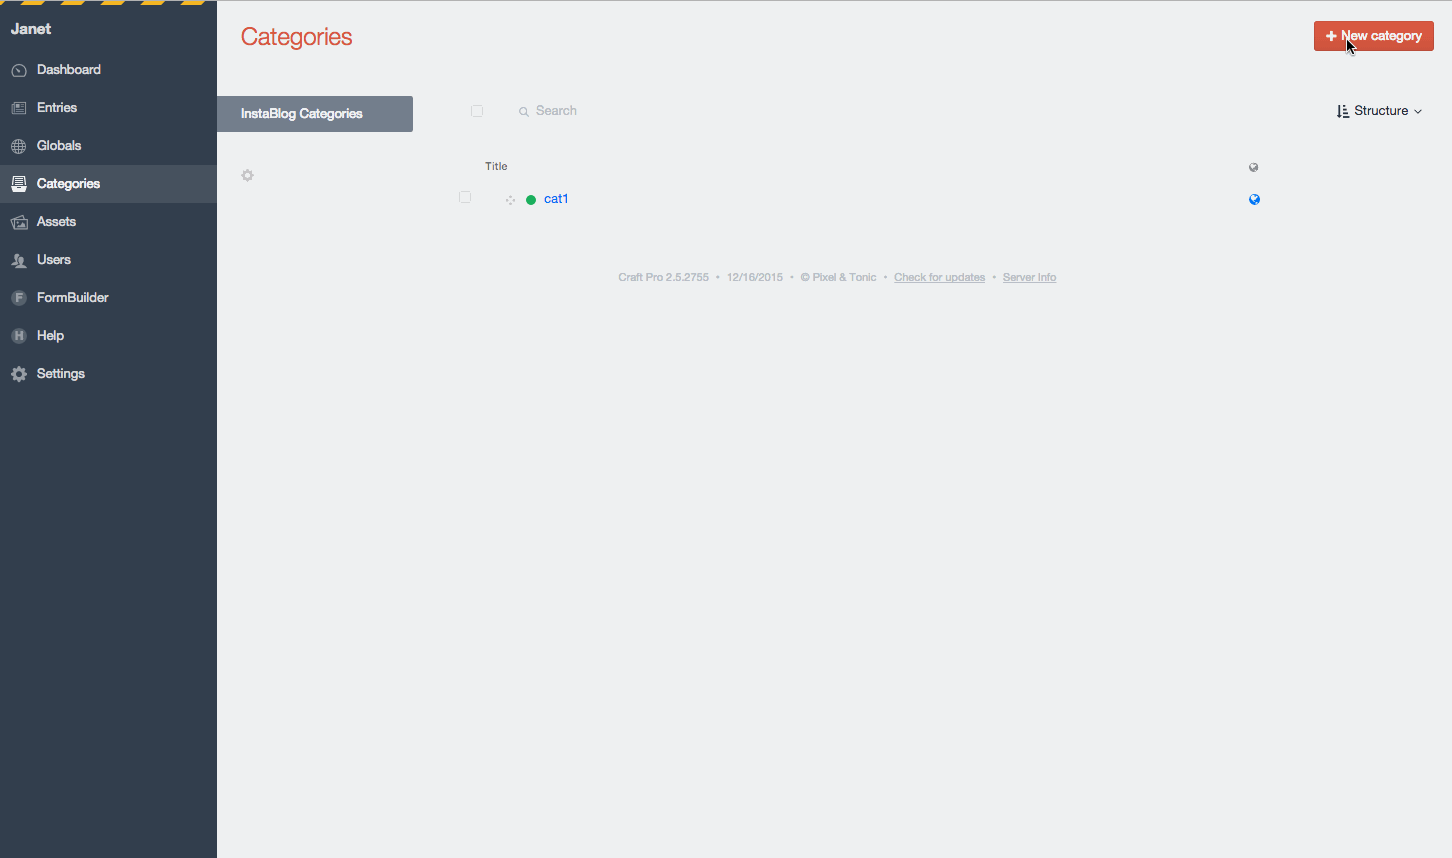 Janet
Dashboard
Entries
Globals
Categories
Assets
Users
F FormBuilder
H Help
Settings
Categories
+ New category
InstaBlog Categories
Search
Structure
Title
cat1
Craft Pro 2.5.2755 • 12/16/2015 • © Pixel & Tonic • Check for updates • Server Info